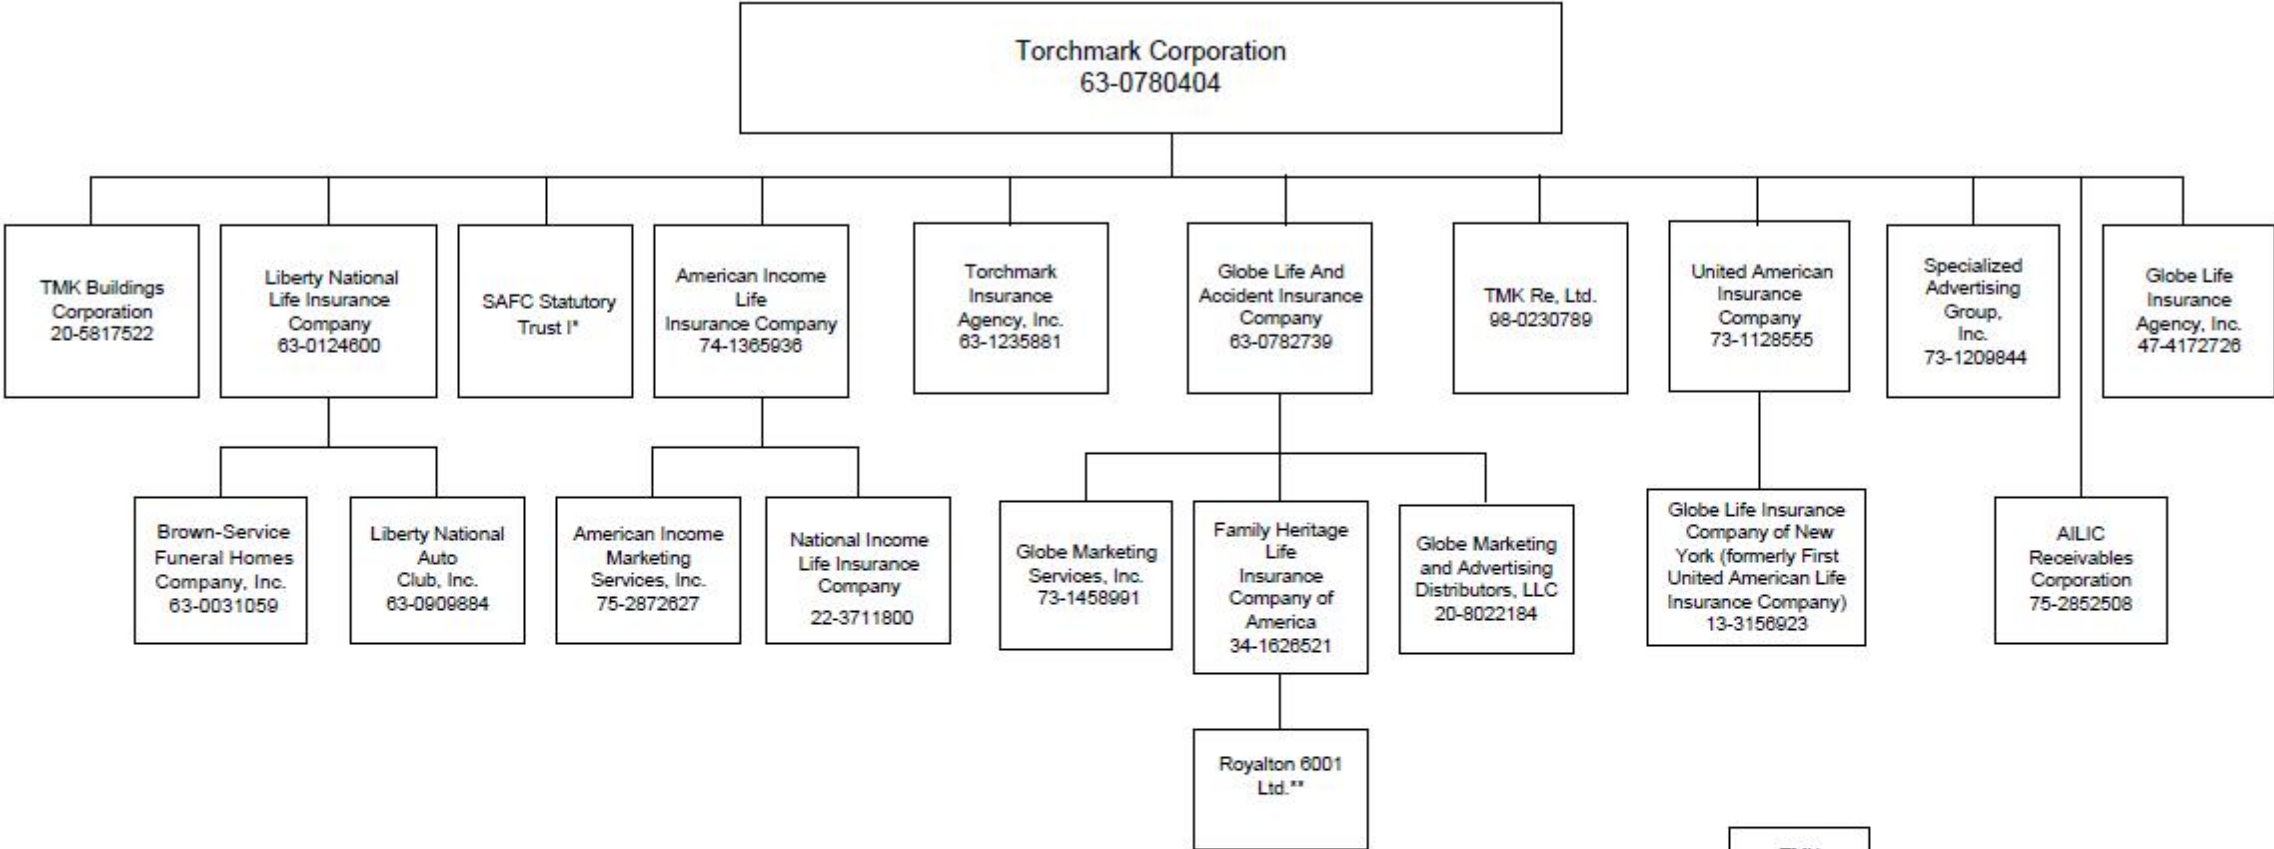 Torchmark Corporation
63-0780404
TMK Buildings
Corporation
20-5817522
Liberty National
Life Insurance
Company
63-0124600
SAFC Statutory
Trust I*
American Income
Life
Insurance Company
74-1365936
Torchmark
Insurance
Agency, Inc.
63-1235881
Globe Life And
Accident Insurance
Company
63-0782739
TMK Re, Ltd.
98-0230789
United American
Insurance
Company
73-1128555
Specialized
Advertising
Group,
Inc.
73-1209844
Globe Life
Insurance
Agency, Inc.
47-4172726
Brown-Service
Funeral Homes
Company, Inc.
63-0031059
Liberty National
Auto
Club, Inc.
63-0909884
American Income
Marketing
Services, Inc.
75-2872627
National Income
Life Insurance
Company
22-3711800
Globe Marketing
Services, Inc.
73-1458991
Family Heritage
Life
Insurance
Company of
America
34-1626521
Globe Marketing
and Advertising
Distributors, LLC
20-8022184
Globe Life Insurance
Company of New
York (formerly First
United American Life
Insurance Company)
13-3156923
AILIC
Receivables
Corporation
75-2852508
Royalton 6001
Ltd.**